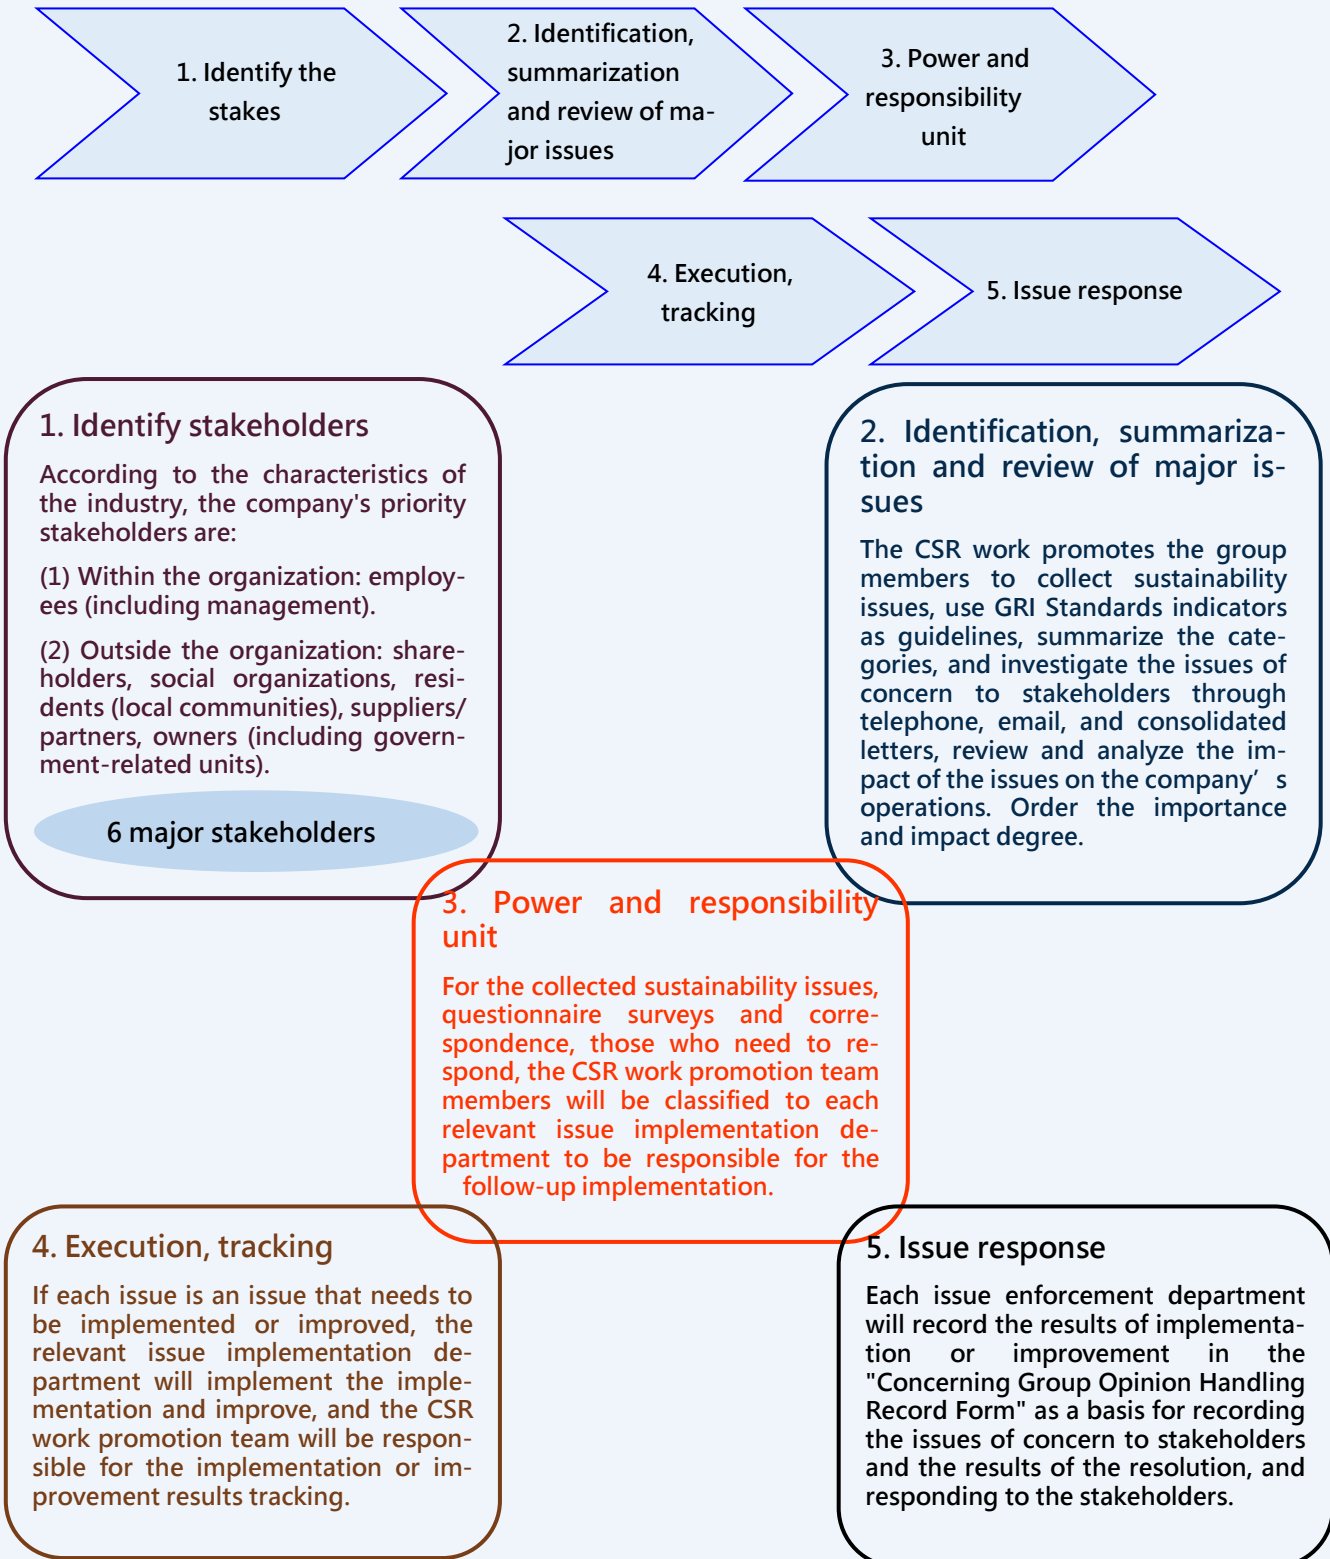 1. Identify the
stakes
2. Identification,
summarization
and review of ma-
jor issues
3. Power and
responsibility
unit
4. Execution,
tracking
5. Issue response
1. Identify stakeholders
According to the characteristics of
the industry, the company's priority
stakeholders are:
(1) Within the organization: employ-
ees (including management).
(2) Outside the organization: share-
holders, social organizations, resi-
dents (local communities), suppliers/
partners, owners (including govern-
ment-related units).
6 major stakeholders
2. Identification, summariza-
tion and review of major is-
sues
The CSR work promotes the group
members to collect sustainability
issues, use GRI Standards indicators
as guidelines, summarize the cate-
gories, and investigate the issues of
concern to stakeholders through
telephone, email, and consolidated
letters, review and analyze the im-
pact of the issues on the company’ s
operations. Order the importance
and impact degree.
3. Power and responsibility
unit
For the collected sustainability issues,
questionnaire surveys and corre-
spondence, those who need to re-
spond, the CSR work promotion team
members will be classified to each
relevant issue implementation de-
partment to be responsible for the
follow-up implementation.
4. Execution, tracking
If each issue is an issue that needs to
be implemented or improved, the
relevant issue implementation de-
partment will implement the imple-
mentation and improve, and the CSR
work promotion team will be respon-
sible for the implementation or im-
provement results tracking.
5. Issue response
Each issue enforcement department
will record the results of implementa-
tion or improvement in the
"Concerning Group Opinion Handling
Record Form" as a basis for recording
the issues of concern to stakeholders
and the results of the resolution, and
responding to the stakeholders.